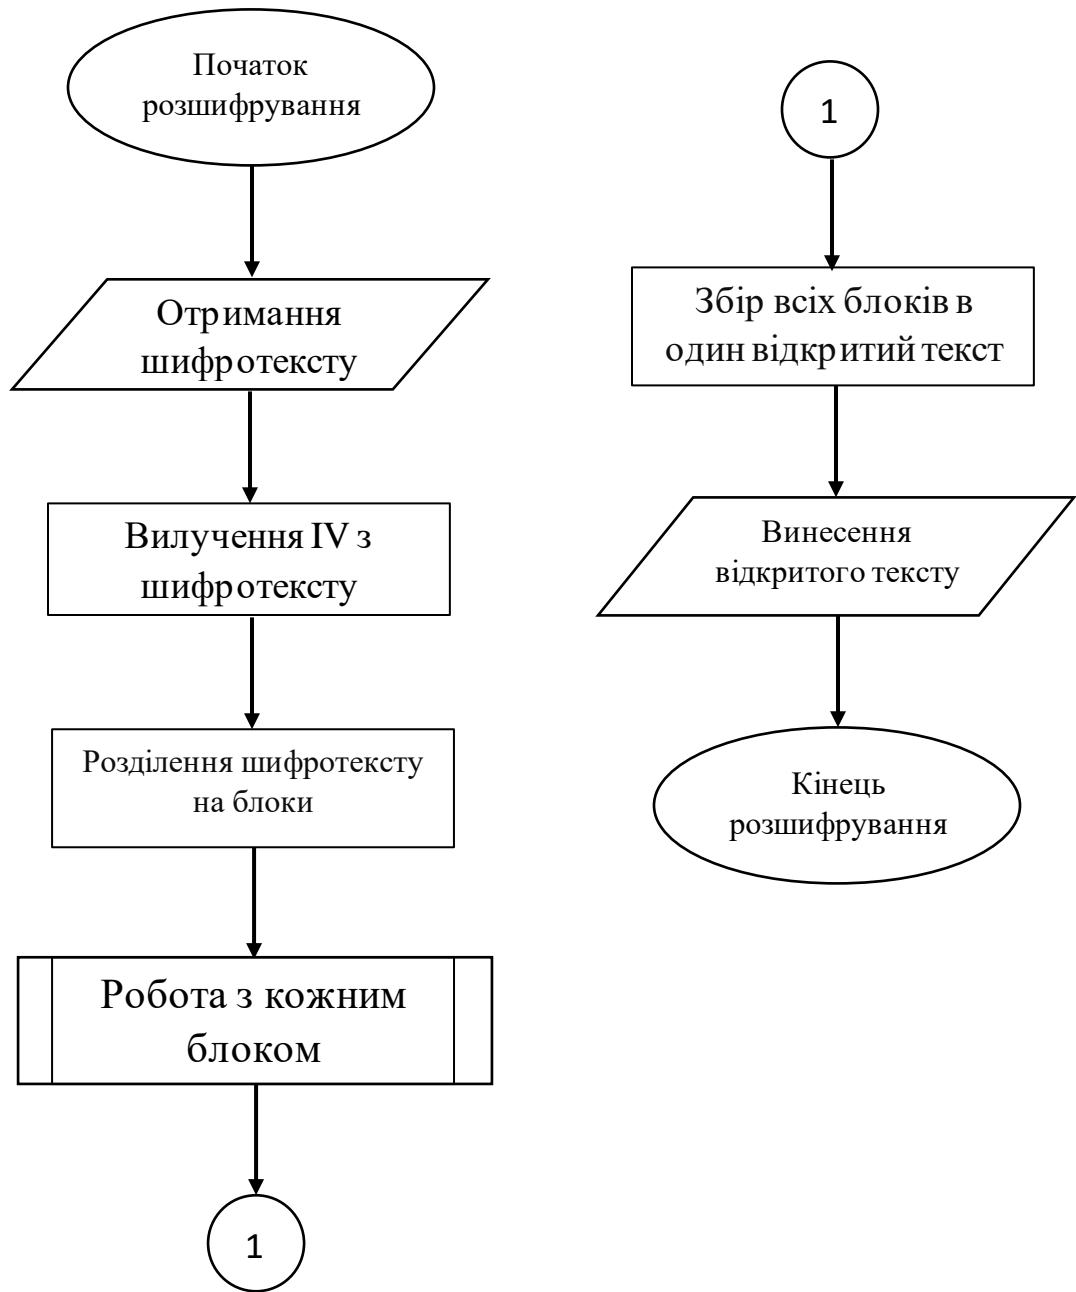 Початок
розшифрування
Отримання
шифротексту
Вилучення IV з
шифротексту
Розділення шифротексту
на блоки
Робота з кожним
блоком
1
1
Збір всіх блоків в
один відкритий текст
Винесення
відкритого тексту
Кінець
розшифрування